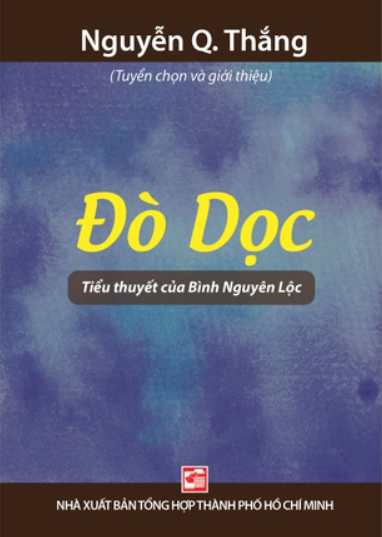 Nguyễn Q. Thắng
(Tuyển chọn và giới thiệu)
Đò Dọc
Tiểu thuyết của Bình Nguyên Lộc
NHÀ XUẤT BẢN TỔNG HỢP THÀNH PHỐ HỒ CHÍ MINH